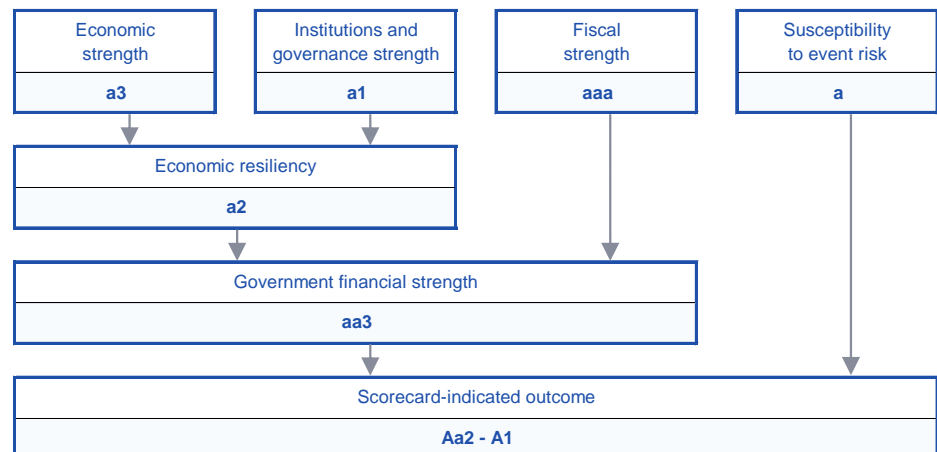 Economic
strength
a3
Institutions and
governance strength
a1
Fiscal
strength
aaa
Susceptibility
to event risk
a
Economic resiliency
a2
Government financial strength
aa3
Scorecard-indicated outcome
Aa2 - A1